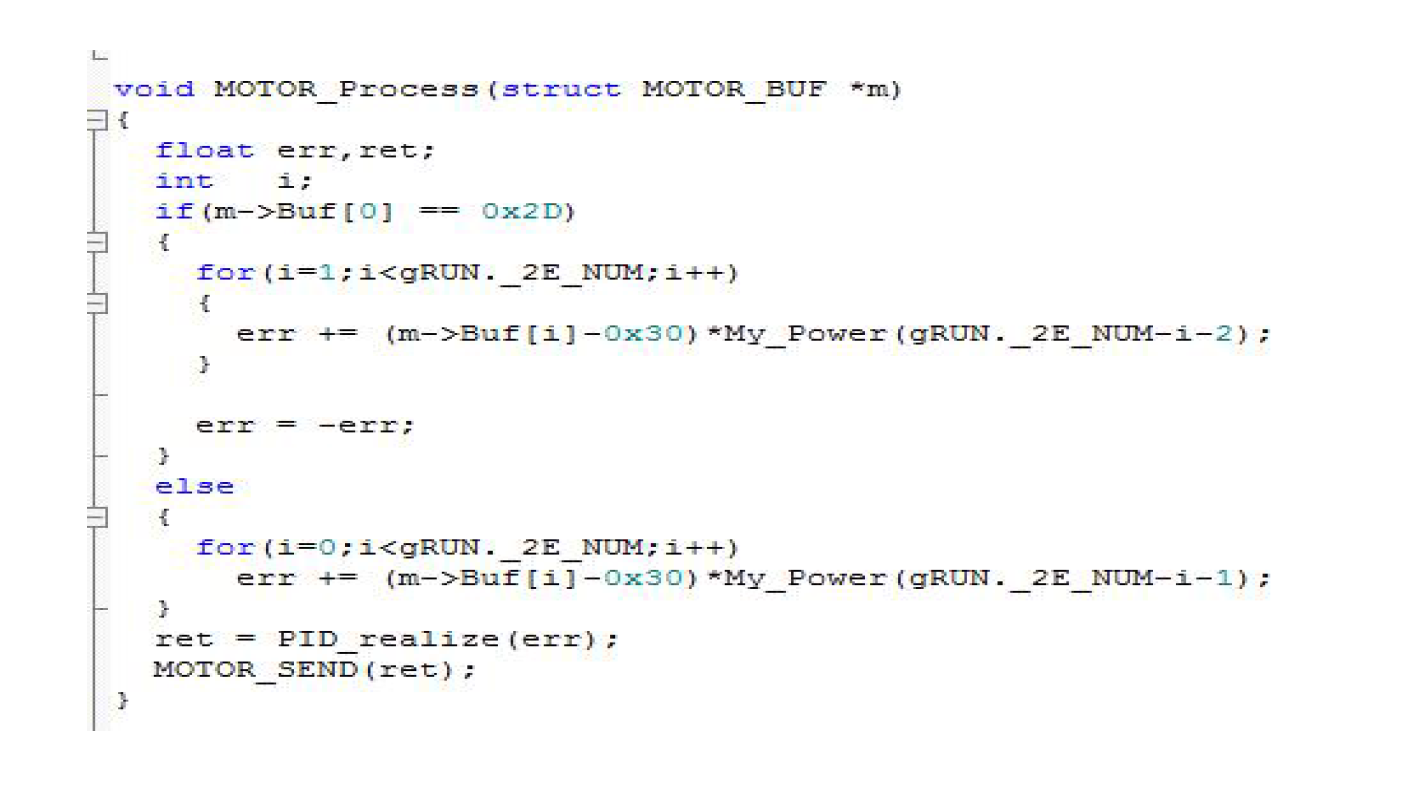 void MOTOR_Process(struct MOTOR_BUF *m)
{
float err,ret;
int i;
if(m->Buf[0] == 0x2D)
{
for(i=1;i<gRUN._2E_NUM;i++)
{
err += (m->Buf[i]-0x30)*My_Power(gRUN._2E_NUM-i-2);
}
err = -err;
}
else
{
for(i=0;i<gRUN._2E_NUM;i++)
err += (m->Buf[i]-0x30)*My_Power(gRUN._2E_NUM-i-1);
}
ret = PID_realize(err);
MOTOR_SEND(ret);
}